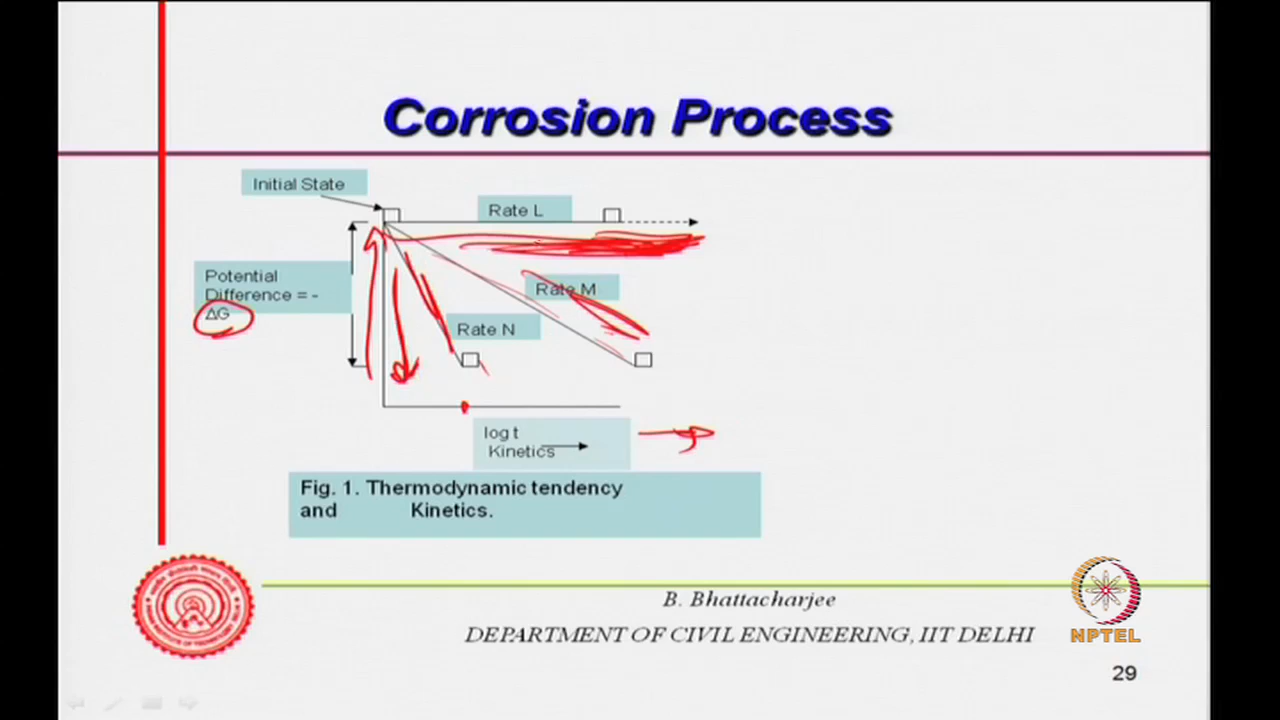 Corrosion Process
Initial State
Rate L
Potential
Difference = -
ΔG
Rate M
Rate N
log t
Kinetics
Fig. 1. Thermodynamic tendency
and Kinetics.
B. Bhattacharjee
DEPARTMENT OF CIVIL ENGINEERING, IIT DELHI
NPTEL
29